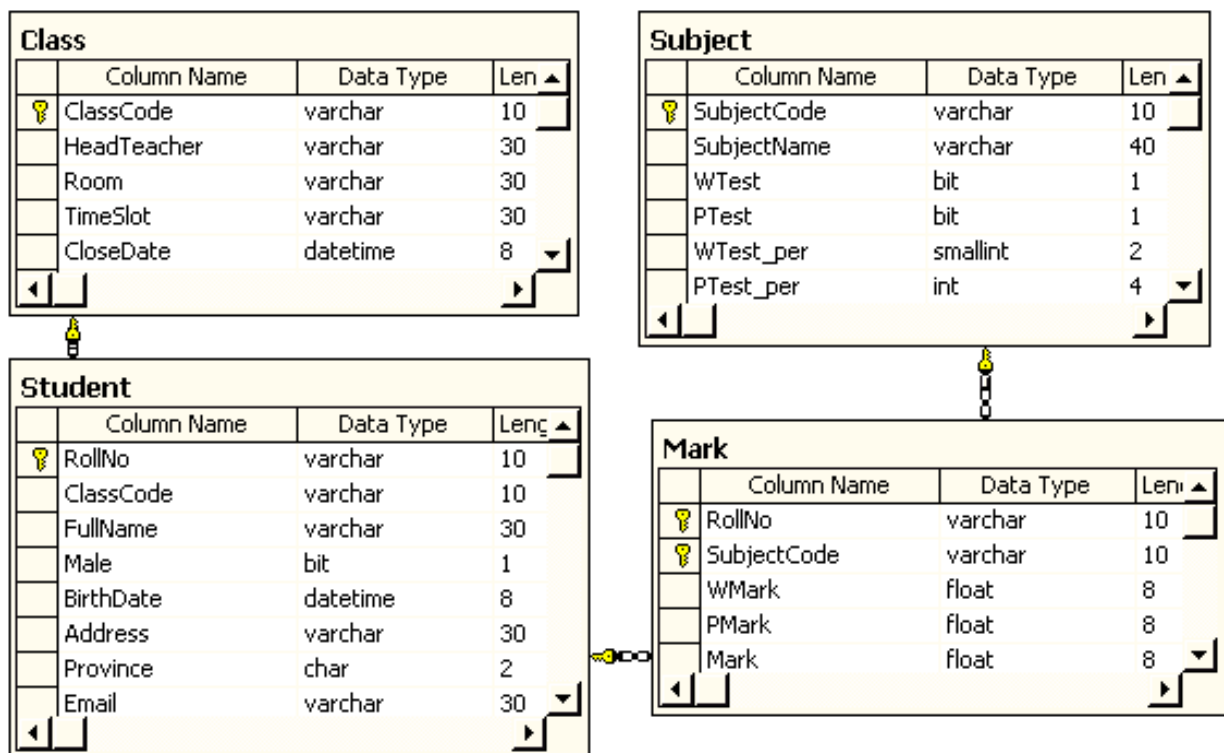 Class
Column Name Data Type Len
ClassCode varchar 10
HeadTeacher varchar 30
Room varchar 30
TimeSlot varchar 30
CloseDate datetime 8
Subject
Column Name Data Type Len
SubjectCode varchar 10
SubjectName varchar 40
WTest bit 1
PTest bit 1
WTest_per smallint 2
PTest_per int 4
Student
Column Name Data Type Leng
RollNo varchar 10
ClassCode varchar 10
FullName varchar 30
Male bit 1
BirthDate datetime 8
Address varchar 30
Province char 2
Email varchar 30
Mark
Column Name Data Type Len
RollNo varchar 10
SubjectCode varchar 10
WMark float 8
PMark float 8
Mark float 8